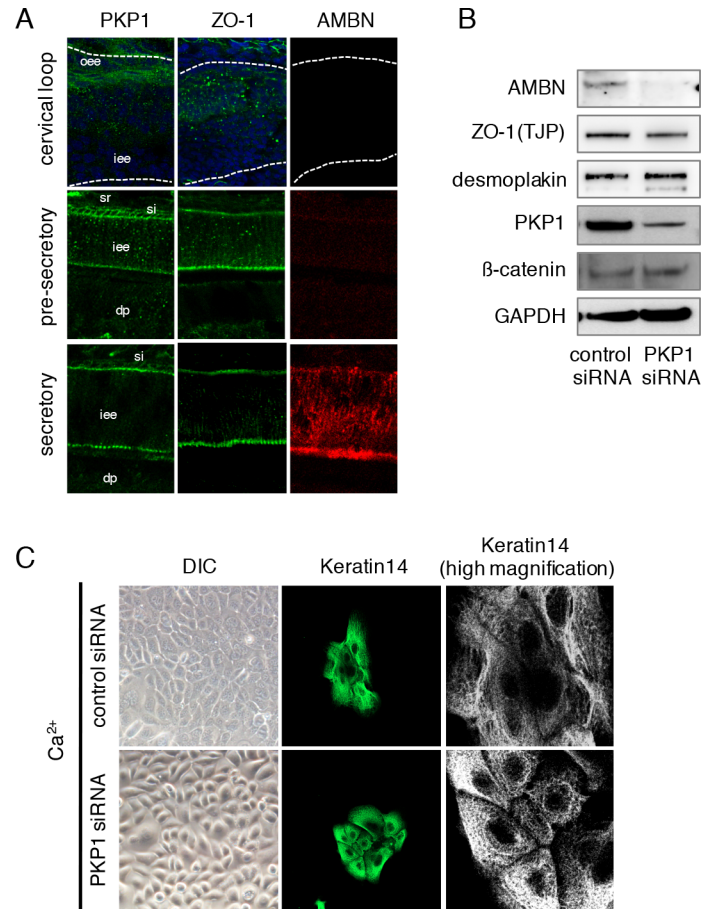 A
PKP1 ZO-1 AMBN
cervical loop
oee
iee
pre-secretory
sr
si
iee
dp
secretory
si
iee
dp
B
AMBN
ZO-1(TJP)
desmoplakin
PKP1
ß-catenin
GAPDH
control PKP1
siRNA siRNA
C
DIC Keratin14 Keratin14
(high magnification)
Ca²⁺
control siRNA
PKP1 siRNA